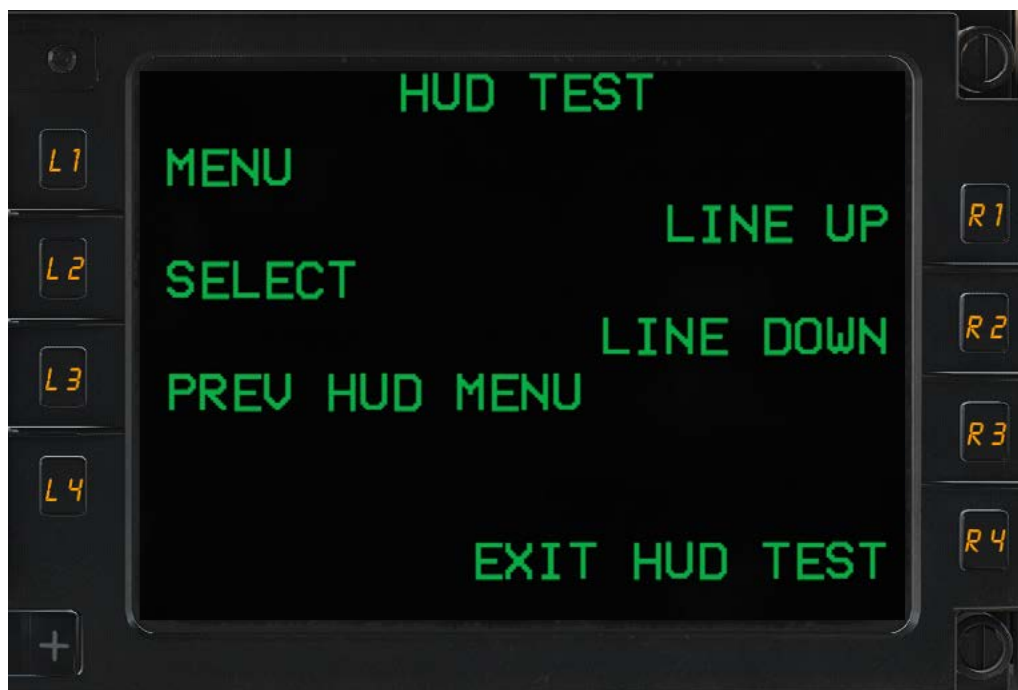 HUD TEST
L1 MENU
LINE UP R1
L2 SELECT
LINE DOWN R2
L3 PREV HUD MENU
R3
L4
EXIT HUD TEST R4
+